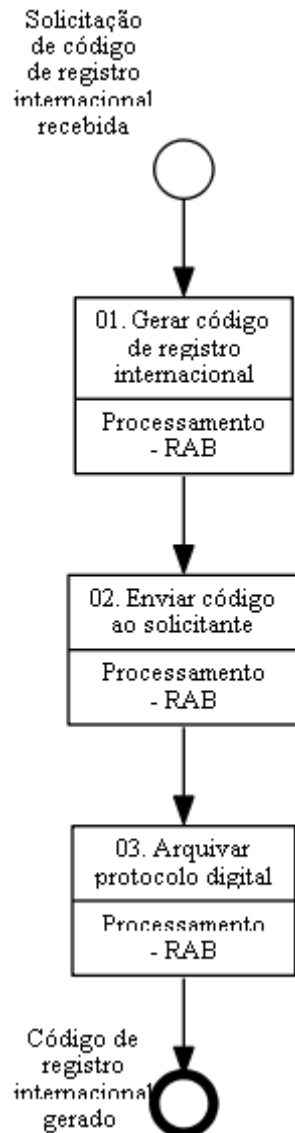 Solicitação
de código
de registro
internacional
recebida
01. Gerar código
de registro
internacional
Processamento
- RAB
02. Enviar código
ao solicitante
Processamento
- RAB
03. Arquivar
protocolo digital
Processamento
- RAB
Código de
registro
internacional
gerado